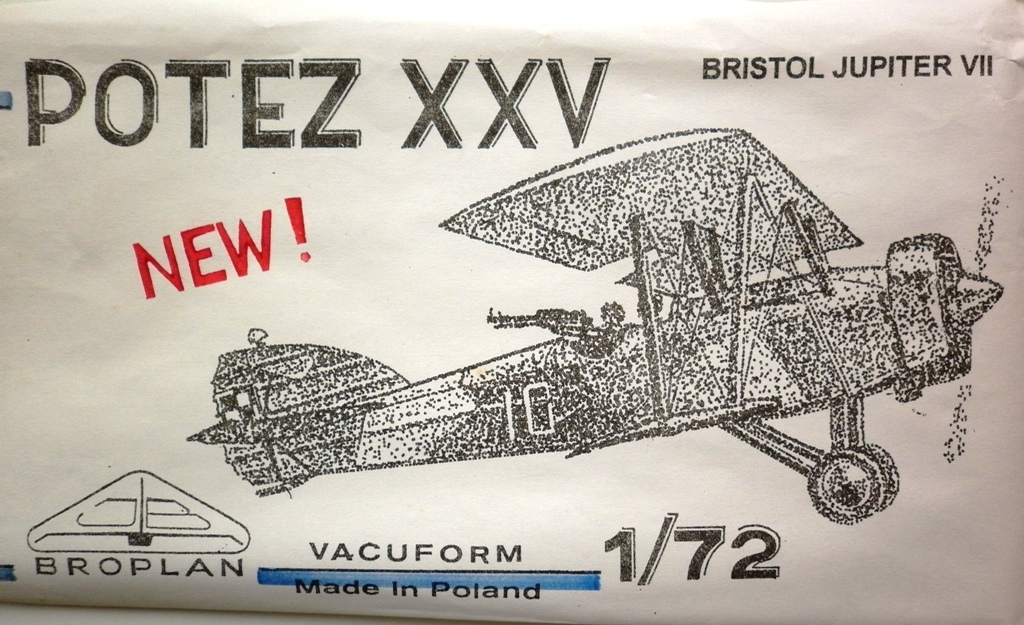 POTEZ XXV
BRISTOL JUPITER VII
NEW!
10
BROPLAN
VACUFORM
Made In Poland
1/72